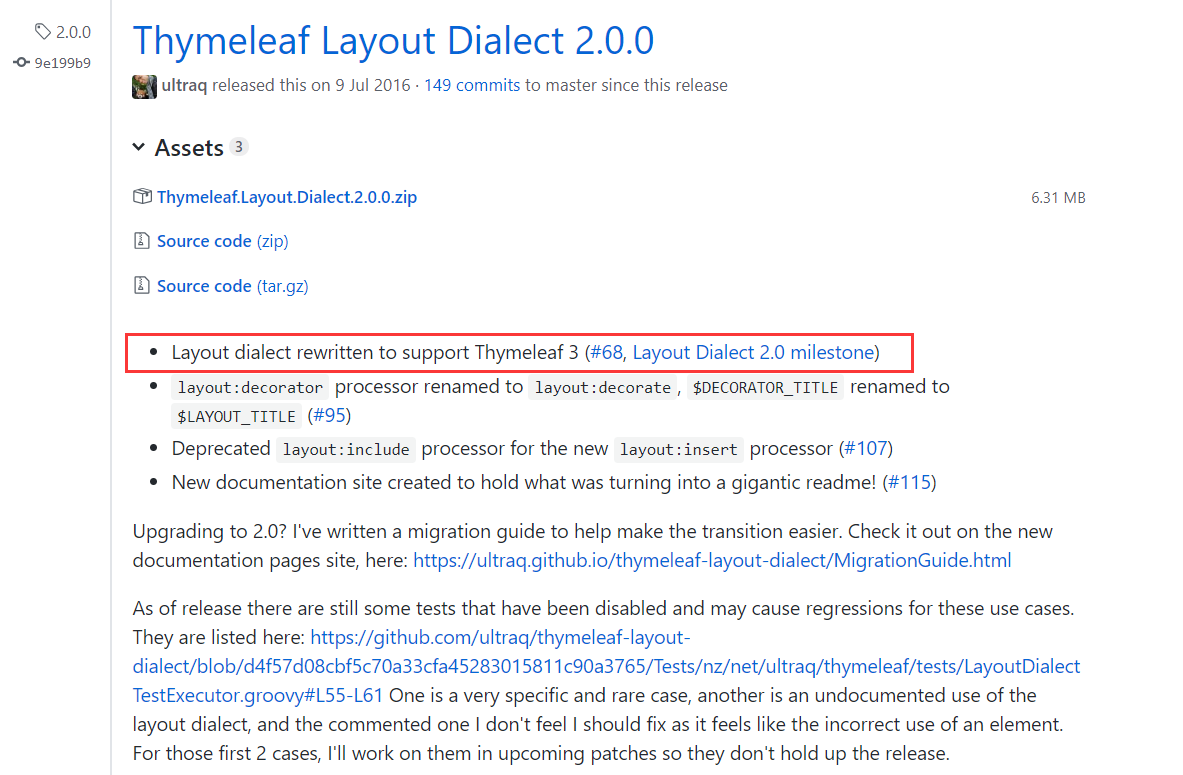 2.0.0
9e199b9
Thymeleaf Layout Dialect 2.0.0
ultraq released this on 9 Jul 2016 · 149 commits to master since this release
Assets 3
Thymeleaf.Layout.Dialect.2.0.0.zip
6.31 MB
Source code (zip)
Source code (tar.gz)
• Layout dialect rewritten to support Thymeleaf 3 (#68, Layout Dialect 2.0 milestone)
• layout:decorator processor renamed to layout:decorate, $DECORATOR_TITLE renamed to
$LAYOUT_TITLE (#95)
• Deprecated layout:include processor for the new layout:insert processor (#107)
• New documentation site created to hold what was turning into a gigantic readme! (#115)
Upgrading to 2.0? I've written a migration guide to help make the transition easier. Check it out on the new
documentation pages site, here: https://ultraq.github.io/thymeleaf-layout-dialect/MigrationGuide.html
As of release there are still some tests that have been disabled and may cause regressions for these use cases.
They are listed here: https://github.com/ultraq/thymeleaf-layout-
dialect/blob/d4f57d08cbf5c70a33cfa45283015811c90a3765/Tests/nz/net/ultraq/thymeleaf/tests/LayoutDialect
TestExecutor.groovy#L55-L61 One is a very specific and rare case, another is an undocumented use of the
layout dialect, and the commented one I don't feel I should fix as it feels like the incorrect use of an element.
For those first 2 cases, I'll work on them in upcoming patches so they don't hold up the release.